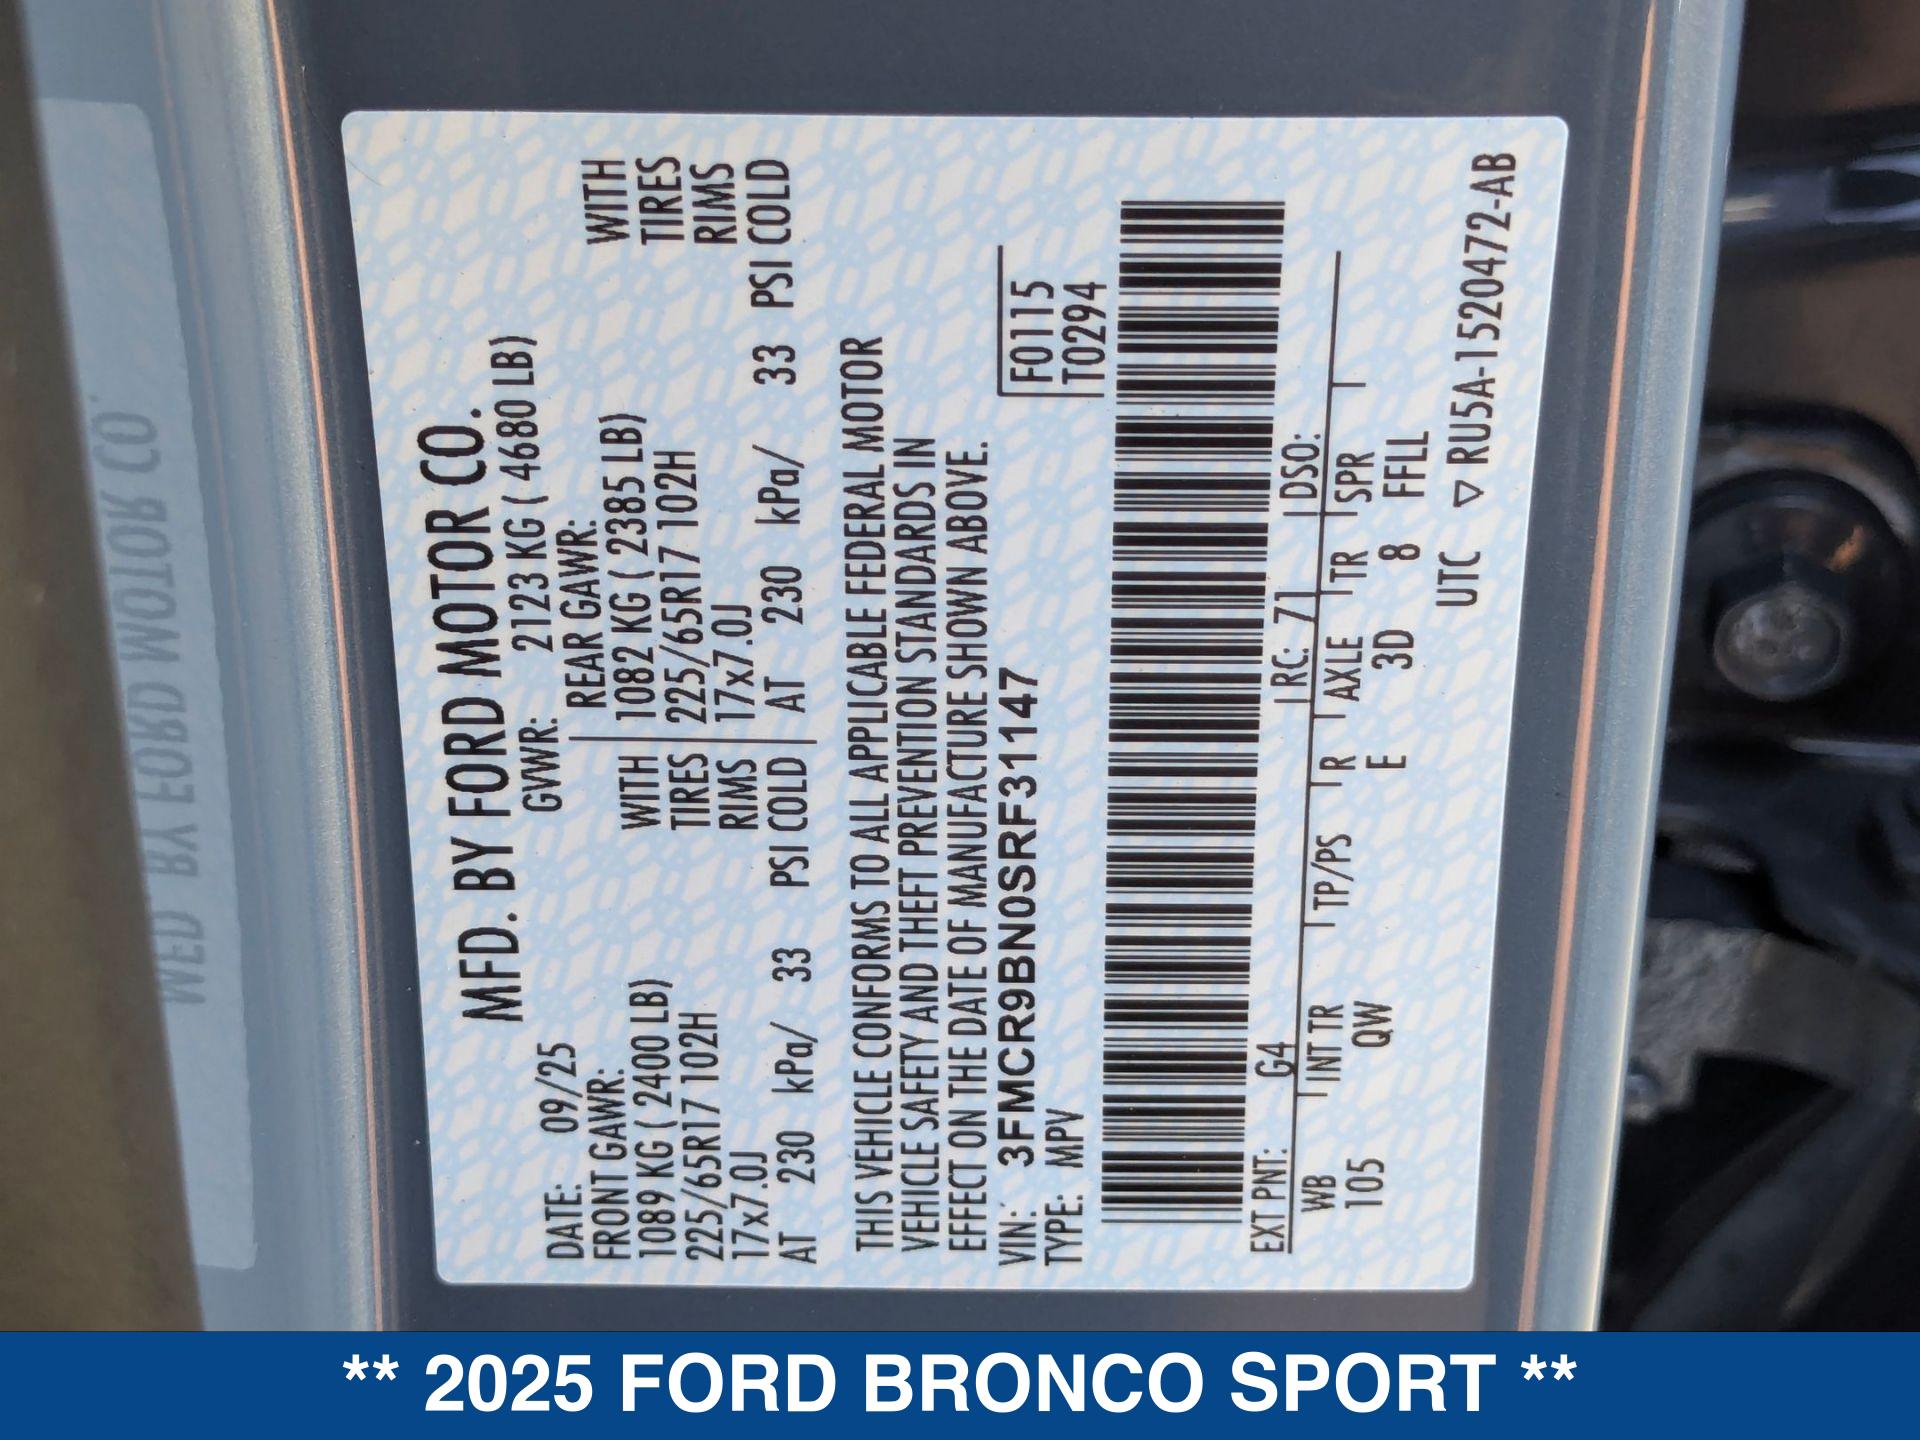 MFD. BY FORD MOTOR CO.
DATE: 09/25 GVWR: 2123 KG ( 4680 LB)
FRONT GAWR: REAR GAWR:
1089 KG ( 2400 LB) WITH 1082 KG ( 2385 LB) WITH
225/65R17 102H TIRES 225/65R17 102H TIRES
17x7.0J RIMS 17x7.0J RIMS
AT 230 kPa/ 33 PSI COLD AT 230 kPa/ 33 PSI COLD
THIS VEHICLE CONFORMS TO ALL APPLICABLE FEDERAL MOTOR
VEHICLE SAFETY AND THEFT PREVENTION STANDARDS IN
EFFECT ON THE DATE OF MANUFACTURE SHOWN ABOVE.
VIN: 3FMCR9BN0SRF31147 F0115
TYPE: MPV T0294
EXT PNT: G4 RC: 71 DSO:
WB INT TR TP/PS R AXLE TR SPR
105 QW E 3D 8 FFLL
UTC ▽ RU5A-1520472-AB
MFD. BY FORD MOTOR CO.
** 2025 FORD BRONCO SPORT **